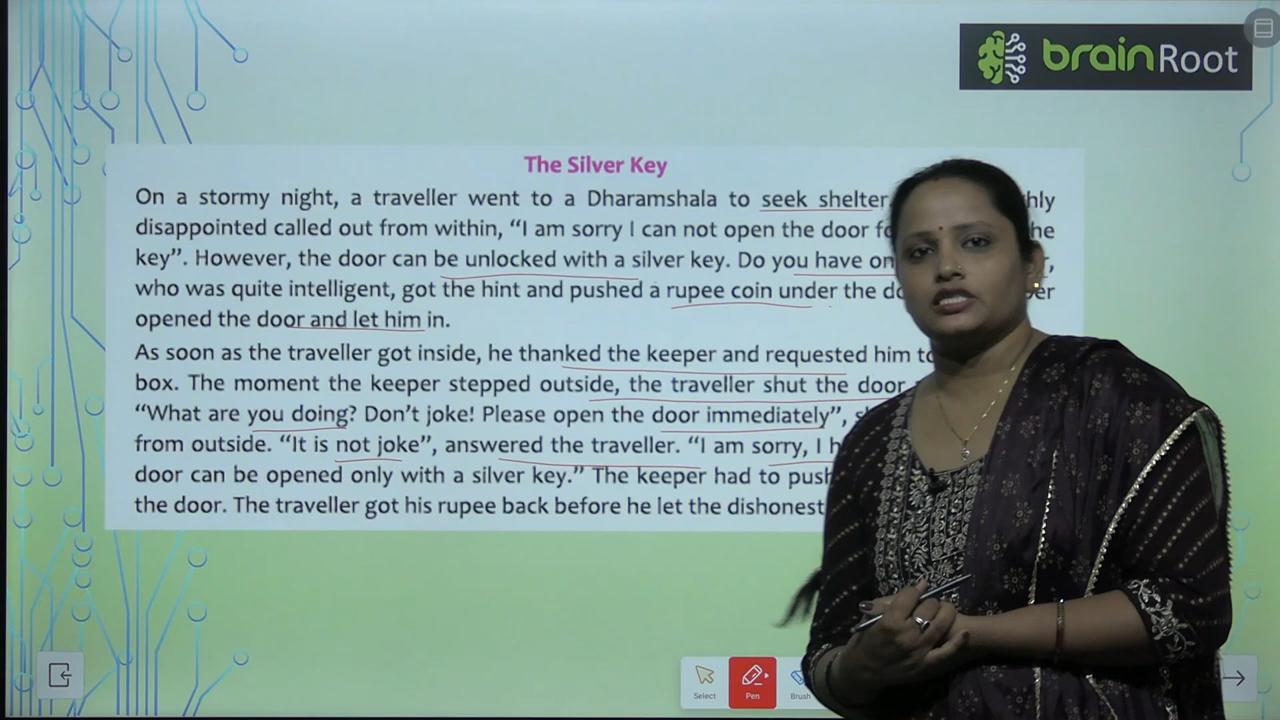 brainRoot
The Silver Key
On a stormy night, a traveller went to a Dharamshala to seek shelter
disappointed called out from within, “I am sorry I can not open the door
key”. However, the door can be unlocked with a silver key. Do you have
who was quite intelligent, got the hint and pushed a rupee coin under the
opened the door and let him in.
As soon as the traveller got inside, he thanked the keeper and requested him
box. The moment the keeper stepped outside, the traveller shut the door
“What are you doing? Don’t joke! Please open the door immediately”,
from outside. “It is not joke”, answered the traveller. “I am sorry, I
door can be opened only with a silver key.” The keeper had to
the door. The traveller got his rupee back before he let the dishonest
Select Pen Brush